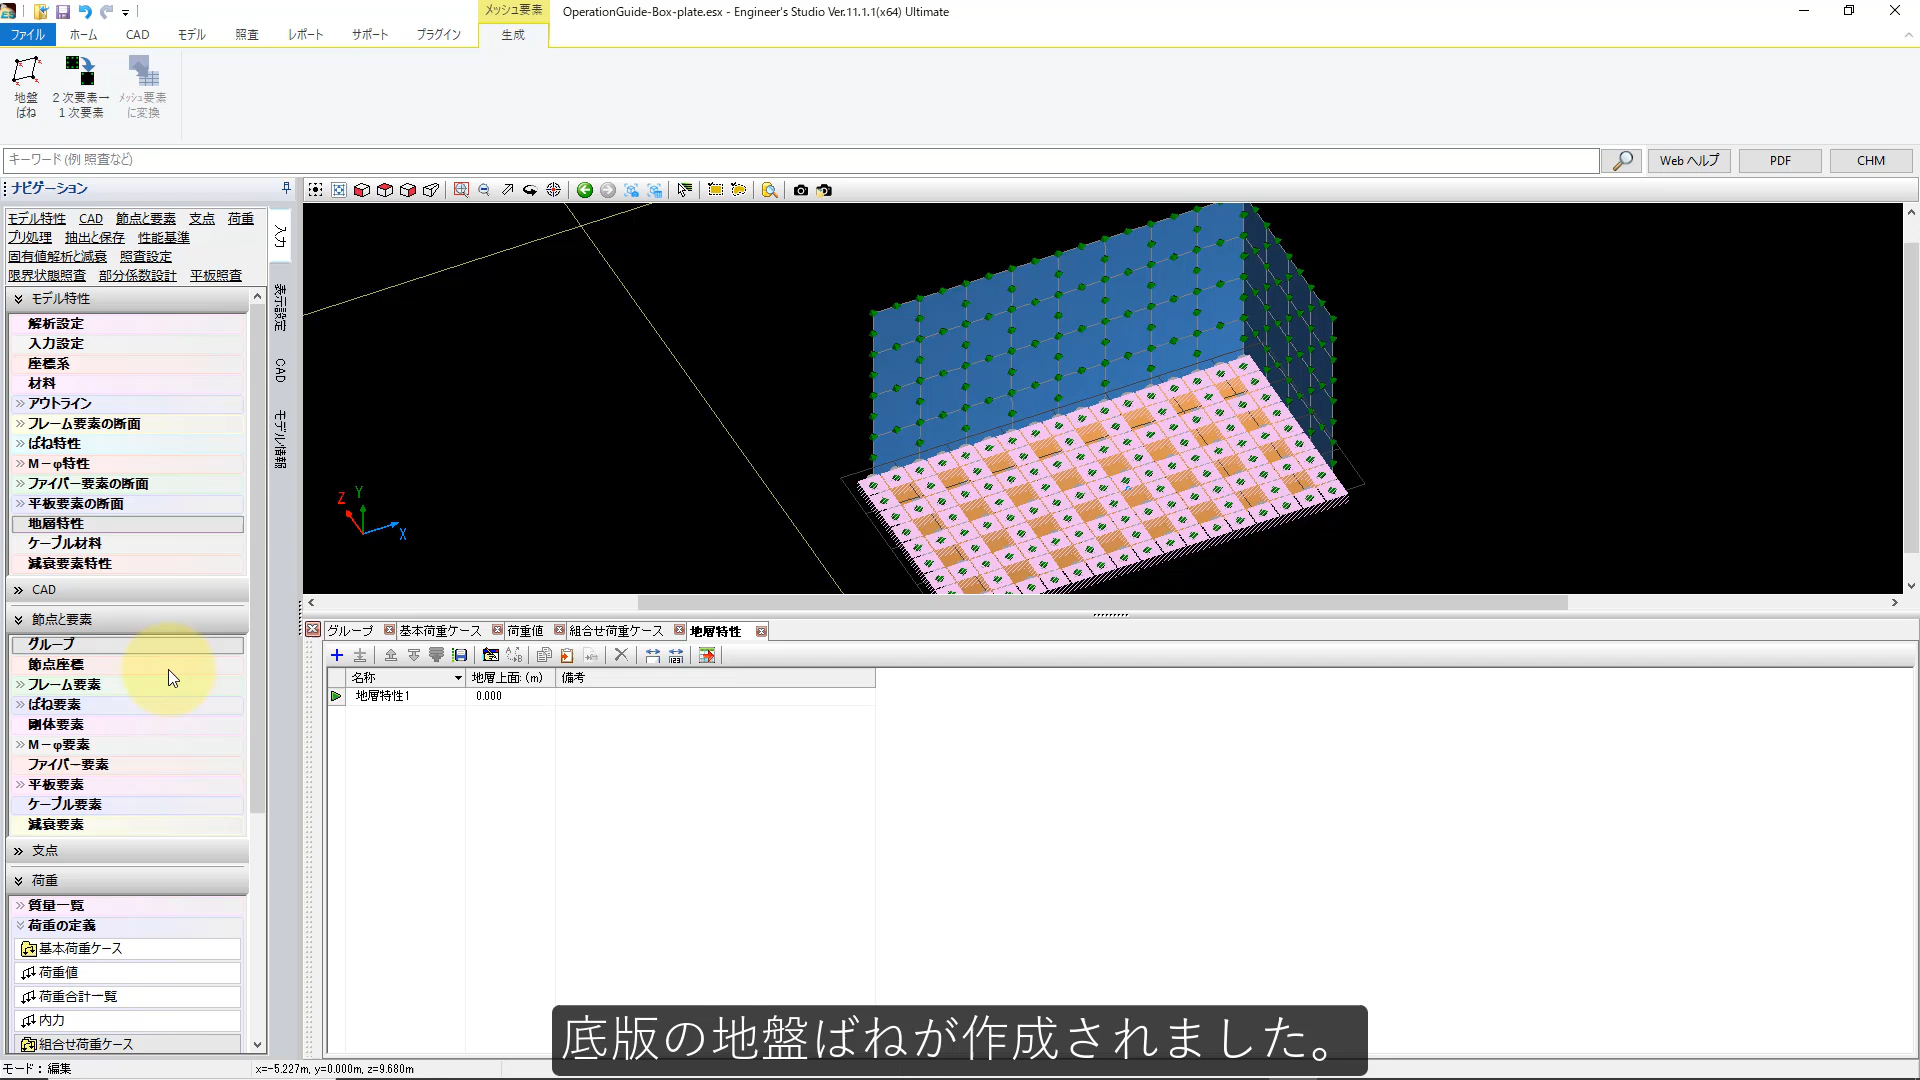 メッシュ要素
OperationGuide-Box-plate.esx - Engineer's Studio Ver.11.1.1(x64) Ultimate
ファイル ホーム CAD モデル 照査 レポート サポート プラグイン 生成
地盤
ばね
２次要素→
１次要素
メッシュ要素
に変換
キーワード (例 照査など)
Web ヘルプ PDF CHM
ナビゲーション
モデル特性 CAD 節点と要素 支点 荷重
プリ処理 抽出と保存 性能基準
固有値解析と減衰 照査設定
限界状態照査 部分係数設計 平板照査
入力
表示設定
CAD
モデル情報
モデル特性
解析設定
入力設定
座標系
材料
アウトライン
フレーム要素の断面
ばね特性
M－φ特性
ファイバー要素の断面
平板要素の断面
地層特性
ケーブル材料
減衰要素特性
CAD
節点と要素
グループ
節点座標
フレーム要素
ばね要素
剛体要素
M－φ要素
ファイバー要素
平板要素
ケーブル要素
減衰要素
支点
荷重
質量一覧
荷重の定義
基本荷重ケース
荷重値
荷重合計一覧
内力
組合せ荷重ケース
Z Y X
グループ 基本荷重ケース 荷重値 組合せ荷重ケース 地層特性
名称 地層上面: (m) 備考
地層特性1 0.000
底版の地盤ばねが作成されました。
モード： 編集 x=-5.227m, y=0.000m, z=9.680m